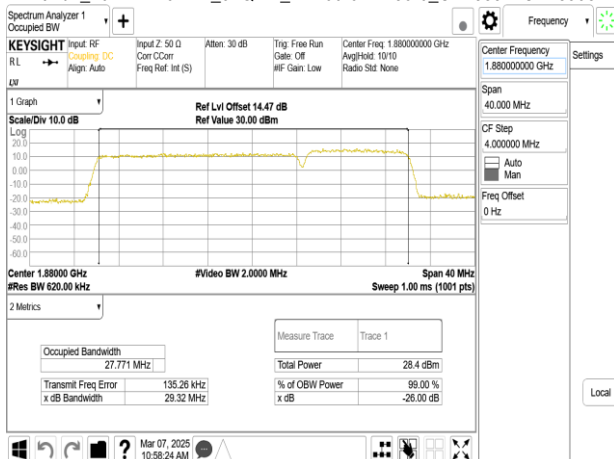 Spectrum Analyzer 1
Occupied BW
+
Frequency
KEYSIGHT
RL
LXI
Input: RF
Coupling: DC
Align: Auto
Input Z: 50 Ω
Corr CCorr
Freq Ref: Int (S)
Atten: 30 dB
Trig: Free Run
Gate: Off
#IF Gain: Low
Center Freq: 1.880000000 GHz
Avg|Hold: 10/10
Radio Std: None
Center Frequency
1.880000000 GHz
Settings
Span
40.000 MHz
CF Step
4.000000 MHz
Auto
Man
Freq Offset
0 Hz
Local
1 Graph
Scale/Div 10.0 dB
Ref Lvl Offset 14.47 dB
Ref Value 30.00 dBm
Log
20.0
10.0
0.00
-10.0
-20.0
-30.0
-40.0
-50.0
-60.0
Center 1.88000 GHz
#Res BW 620.00 kHz
#Video BW 2.0000 MHz
Span 40 MHz
Sweep 1.00 ms (1001 pts)
2 Metrics
Measure Trace Trace 1
Occupied Bandwidth
27.771 MHz
Total Power 28.4 dBm
Transmit Freq Error 135.26 kHz
% of OBW Power 99.00 %
x dB Bandwidth 29.32 MHz
x dB -26.00 dB
?
Mar 07, 2025
10:58:24 AM